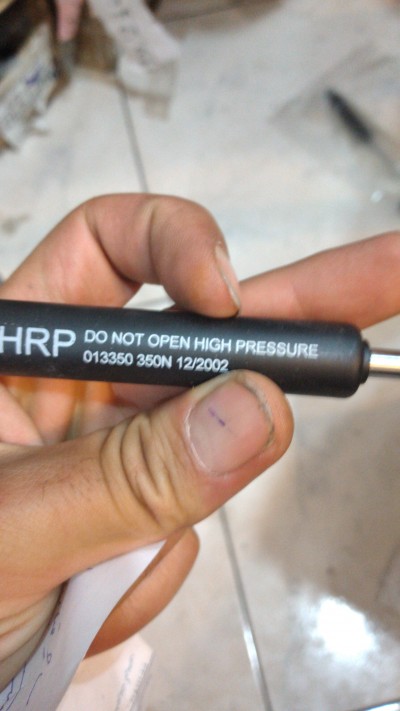 HRP
DO NOT OPEN HIGH PRESSURE
013350 350N 12/2002